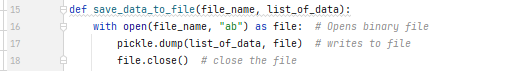 15 def save_data_to_file(file_name, list_of_data):
16     with open(file_name, "ab") as file:  # Opens binary file
17         pickle.dump(list_of_data, file)  # writes to file
18         file.close()  # close the file